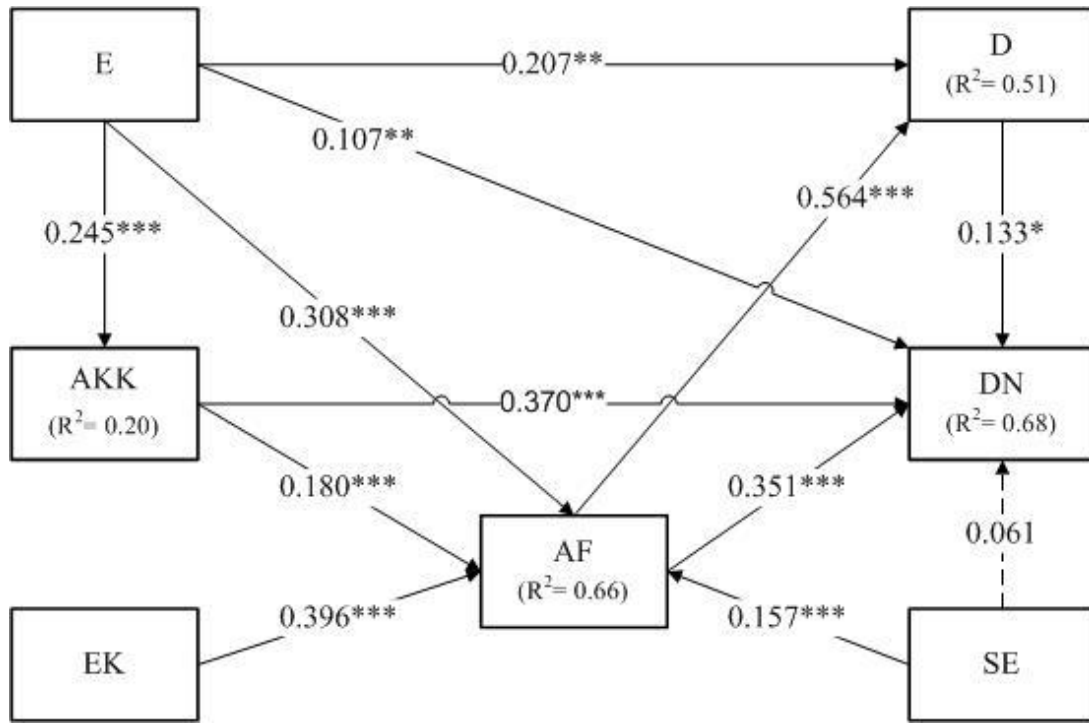 E
D
(R²= 0.51)
0.207**
0.107**
0.564***
0.245***
0.133*
0.308***
AKK
(R²= 0.20)
0.370***
DN
(R²= 0.68)
0.180***
0.351***
AF
(R²= 0.66)
0.061
0.396***
0.157***
EK
SE